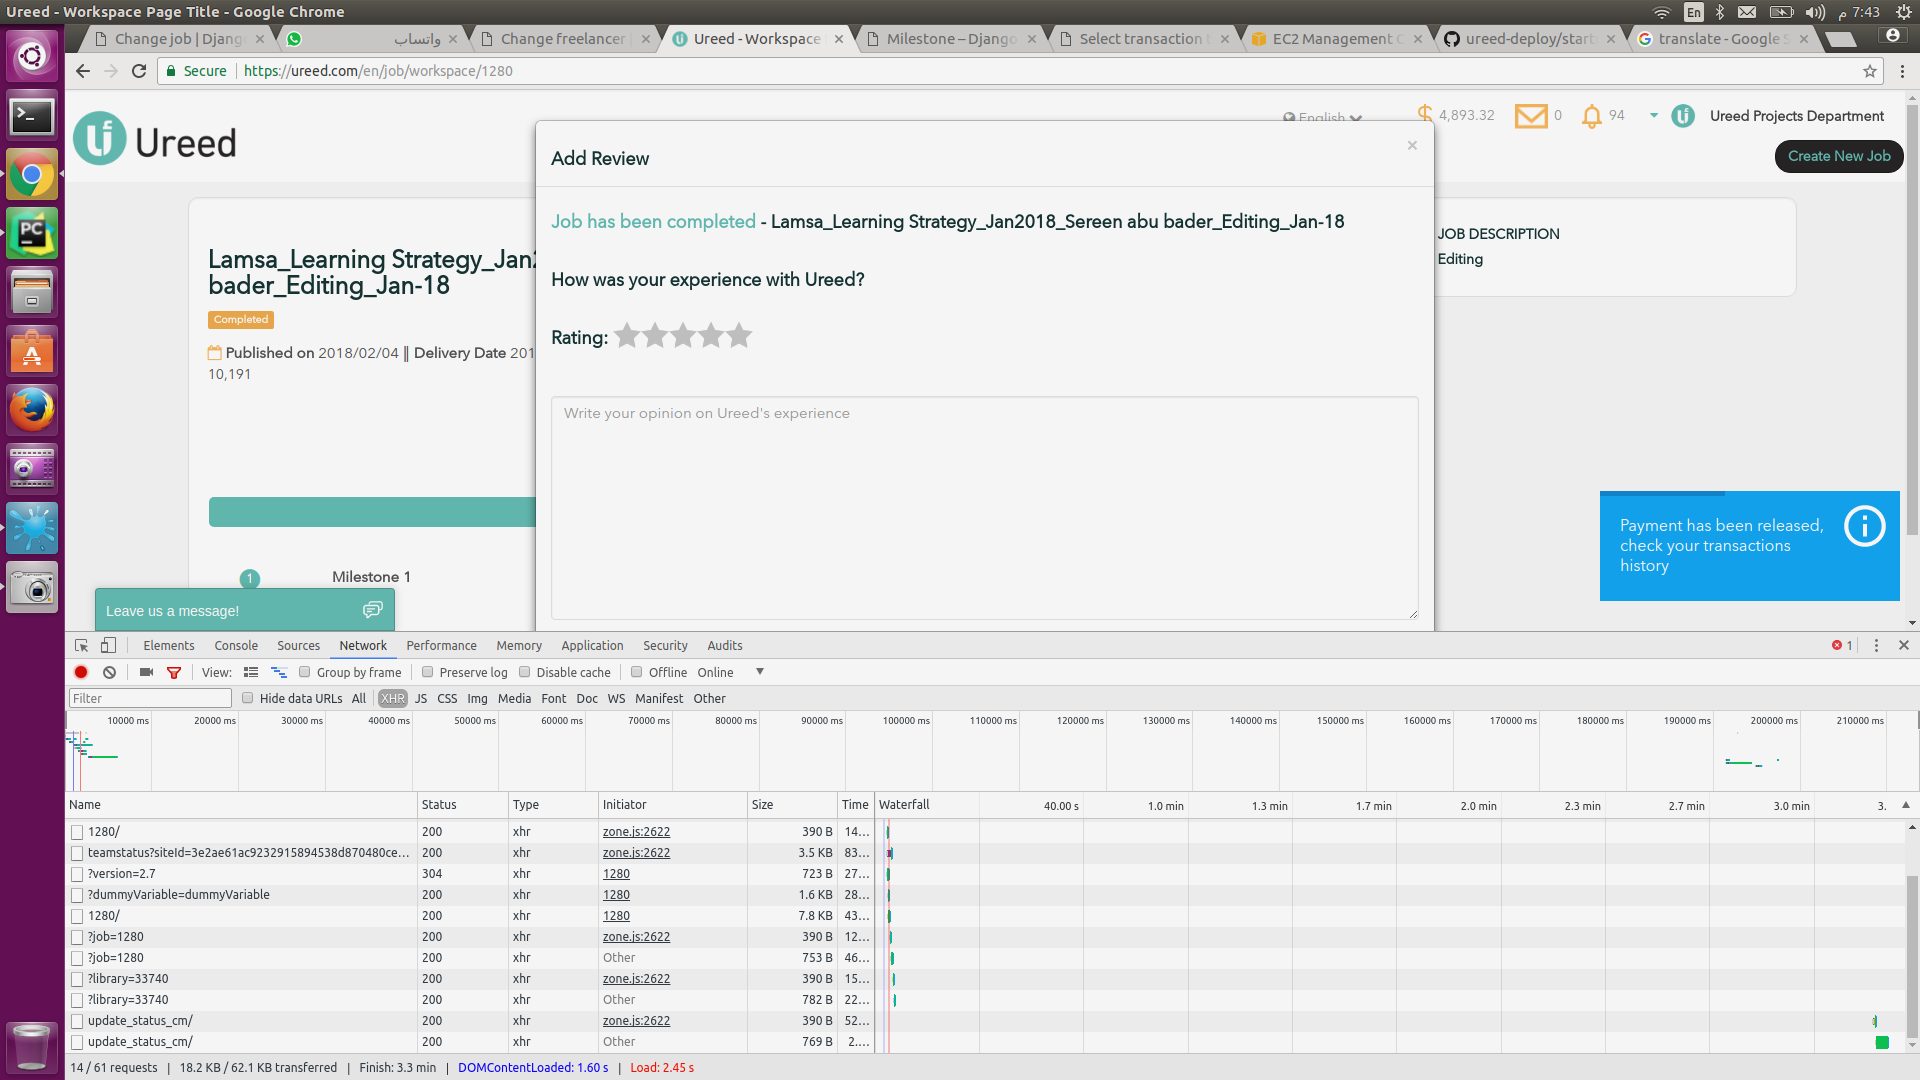 Ureed - Workspace Page Title - Google Chrome
En
7:43 م
Change job | Djang
واتساب
Change freelancer
Ureed - Workspace
Milestone – Django
Select transaction t
EC2 Management C
ureed-deploy/start
translate - Google S
Secure
https://ureed.com/en/job/workspace/1280
Ureed
English
4,893.32
0
94
Ureed Projects Department
Create New Job
Add Review
×
Job has been completed - Lamsa_Learning Strategy_Jan2018_Sereen abu bader_Editing_Jan-18
How was your experience with Ureed?
Rating:
Write your opinion on Ureed's experience
Lamsa_Learning Strategy_Jan2
bader_Editing_Jan-18
Completed
Published on 2018/02/04 || Delivery Date 201
10,191
JOB DESCRIPTION
Editing
1
Milestone 1
Leave us a message!
Payment has been released,
check your transactions
history
Elements Console Sources Network Performance Memory Application Security Audits
1
View: Group by frame Preserve log Disable cache Offline Online
Filter Hide data URLs All XHR JS CSS Img Media Font Doc WS Manifest Other
10000 ms 20000 ms 30000 ms 40000 ms 50000 ms 60000 ms 70000 ms 80000 ms 90000 ms 100000 ms 110000 ms 120000 ms 130000 ms 140000 ms 150000 ms 160000 ms 170000 ms 180000 ms 190000 ms 200000 ms 210000 ms
Name Status Type Initiator Size Time Waterfall 40.00 s 1.0 min 1.3 min 1.7 min 2.0 min 2.3 min 2.7 min 3.0 min 3.
1280/ 200 xhr zone.js:2622 390 B 14...
teamstatus?siteId=3e2ae61ac9232915894538d870480ce... 200 xhr zone.js:2622 3.5 KB 83...
?version=2.7 304 xhr 1280 723 B 27...
?dummyVariable=dummyVariable 200 xhr 1280 1.6 KB 28...
1280/ 200 xhr 1280 7.8 KB 43...
?job=1280 200 xhr zone.js:2622 390 B 12...
?job=1280 200 xhr Other 753 B 46...
?library=33740 200 xhr zone.js:2622 390 B 15...
?library=33740 200 xhr Other 782 B 22...
update_status_cm/ 200 xhr zone.js:2622 390 B 52...
update_status_cm/ 200 xhr Other 769 B 2....
14 / 61 requests | 18.2 KB / 62.1 KB transferred | Finish: 3.3 min | DOMContentLoaded: 1.60 s | Load: 2.45 s